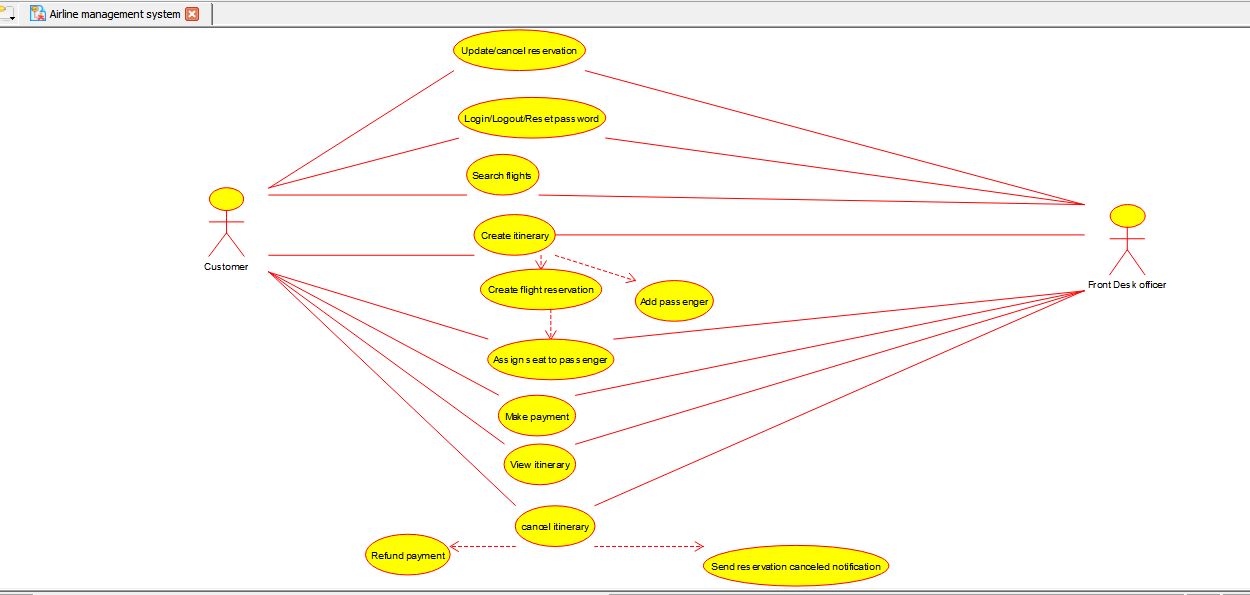 Airline management system
Update/cancel reservation
Login/Logout/Reset password
Search flights
Create itinerary
Customer
Front Desk officer
Create flight reservation
Add passenger
Assign seat to passenger
Make payment
View itinerary
cancel itinerary
Refund payment
Send reservation canceled notification